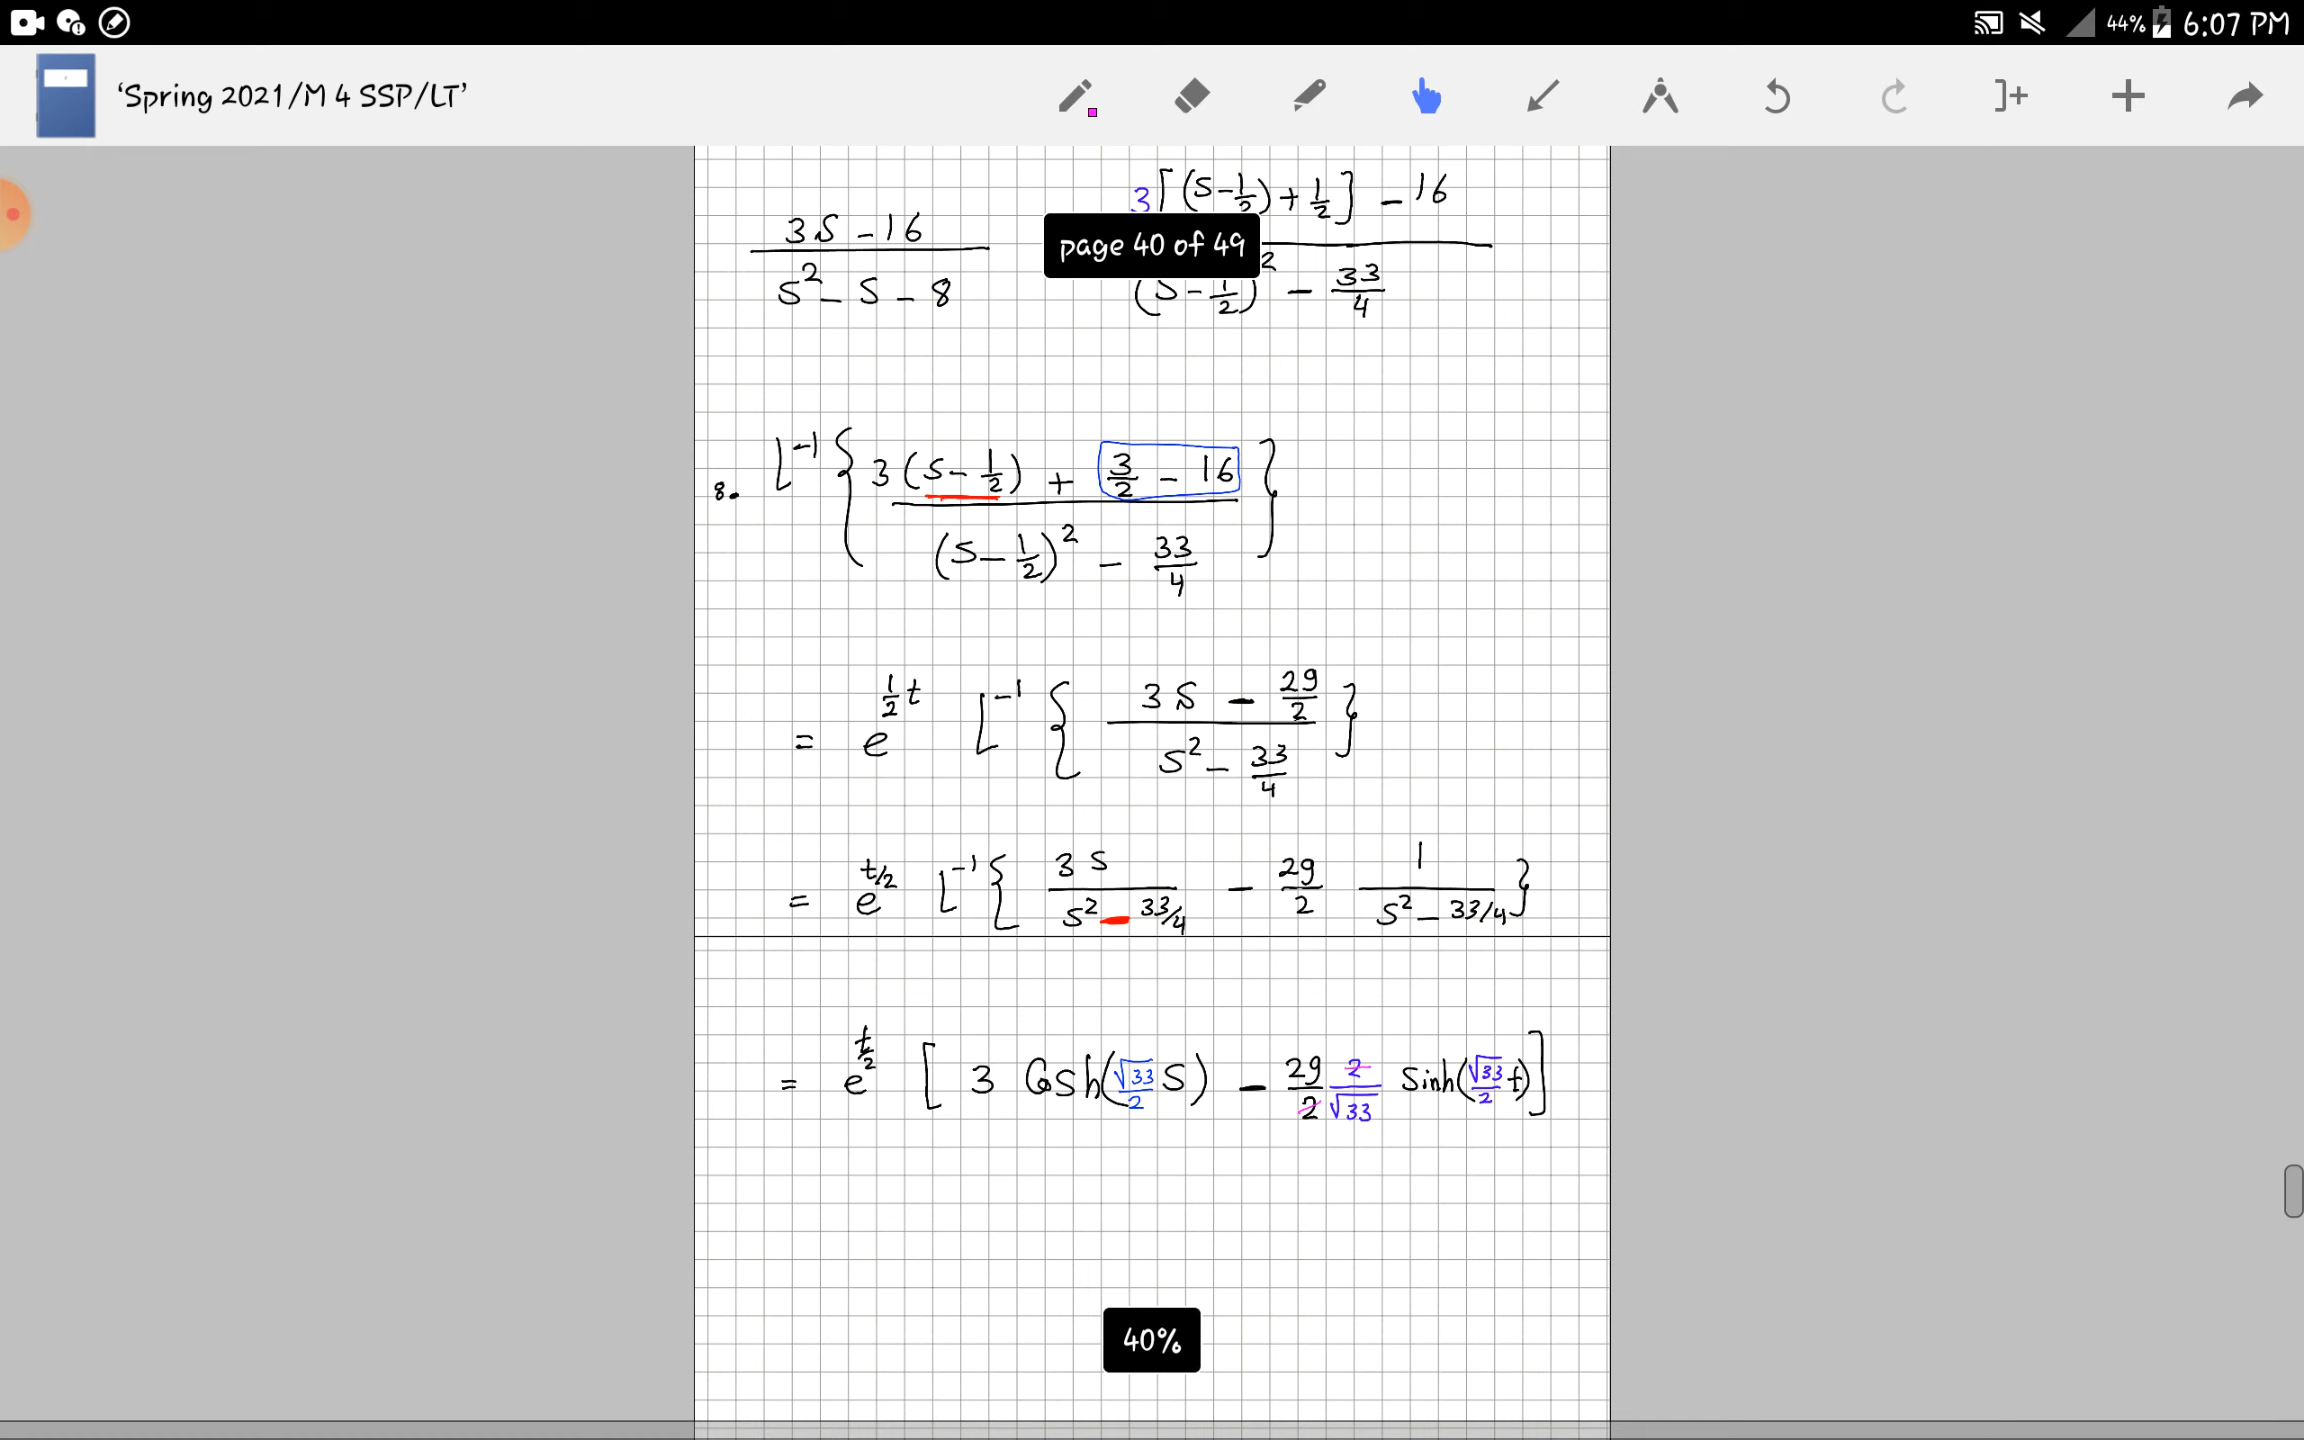 44% 6:07 PM
‘Spring 2021/M 4 SSP/LT’
(3S - 16)/(S² - S - 8)   (3[(S - 1/2) + 1/2] - 16)/((S - 1/2)² - 33/4)
page 40 of 49
8. L⁻¹{(3(S - 1/2) + 3/2 - 16)/((S - 1/2)² - 33/4)}
= e^(1/2 t) L⁻¹{(3S - 29/2)/(S² - 33/4)}
= e^(t/2) L⁻¹{3S/(S² - 33/4) - 29/2 1/(S² - 33/4)}
= e^(t/2) [3 Cosh(√33/2 S) - 29/2 2/√33 Sinh(√33/2 t)]
40%